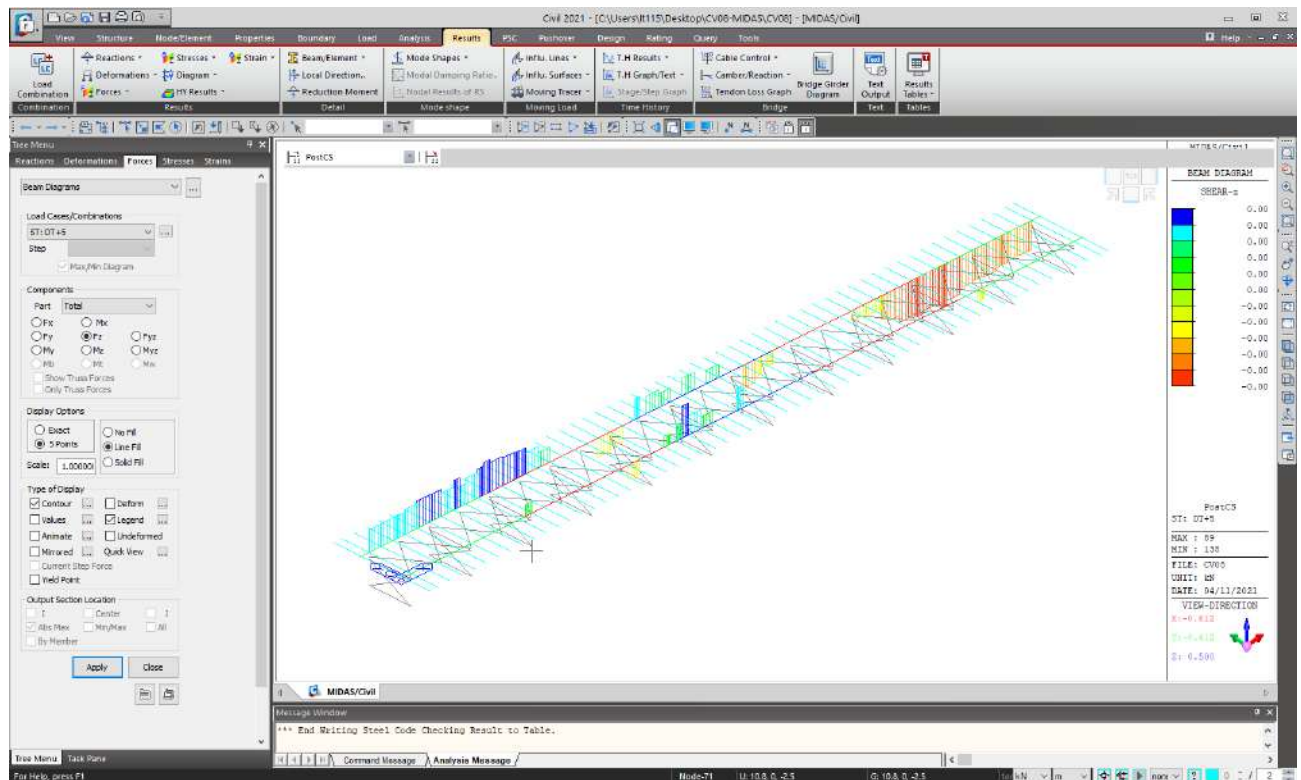 Civil 2021 - [C:\Users\lt115\Desktop\CV08-MIDAS\CV08] - [MIDAS/Civil]
View Structure Node/Element Properties Boundary Load Analysis Results PSC Pushover Design Rating Query Tools Help
Load Combination
Reactions
Deformations
Forces
Stresses
Diagram
HY Results
Strain
Beam/Element
Local Direction..
Reduction Moment
Mode Shapes
Modal Damping Ratio..
Nodal Results of RS
Influ. Lines
Influ. Surfaces
Moving Tracer
T.H Results
T.H Graph/Text
Stage/Step Graph
Cable Control
Camber/Reaction
Tendon Loss Graph
Bridge Girder Diagram
Text Output
Results Tables
Combination Results Detail Mode shape Moving Load Time History Bridge Text Tables
Tree Menu
Reactions Deformations Forces Stresses Strains
Beam Diagrams
Load Cases/Combinations
ST: DT+5
Step
Max/Min Diagram
Components
Part Total
Fx Mx
Fy Fz Fyz
My Mz Myz
Mb Mt Mw
Show Truss Forces
Only Truss Forces
Display Options
Exact No Fill
5 Points Line Fill
Scale: 1.00000 Solid Fill
Type of Display
Contour Deform
Values Legend
Animate Undeformed
Mirrored Quick View
Current Step Force
Yield Point
Output Section Location
I Center J
Abs Max Min/Max All
By Member
Apply Close
Tree Menu Task Pane
For Help, press F1
PostCS
MIDAS/Civil
BEAM DIAGRAM
SHEAR-z
0.00
0.00
0.00
0.00
0.00
0.00
-0.00
-0.00
-0.00
-0.00
-0.00
-0.00
PostCS
ST: DT+5
MAX : 89
MIN : 138
FILE: CV08
UNIT: kN
DATE: 04/11/2021
VIEW-DIRECTION
X:-0.612
Y:-0.612
Z: 0.500
MIDAS/Civil
Message Window
*** End Writing Steel Code Checking Result to Table.
Command Message Analysis Message
Node-71 U: 10.8, 0, -2.5 G: 10.8, 0, -2.5 kN m non